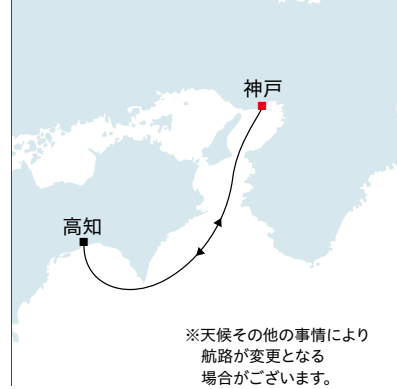 神戸
高知
※天候その他の事情により
航路が変更となる
場合がございます。